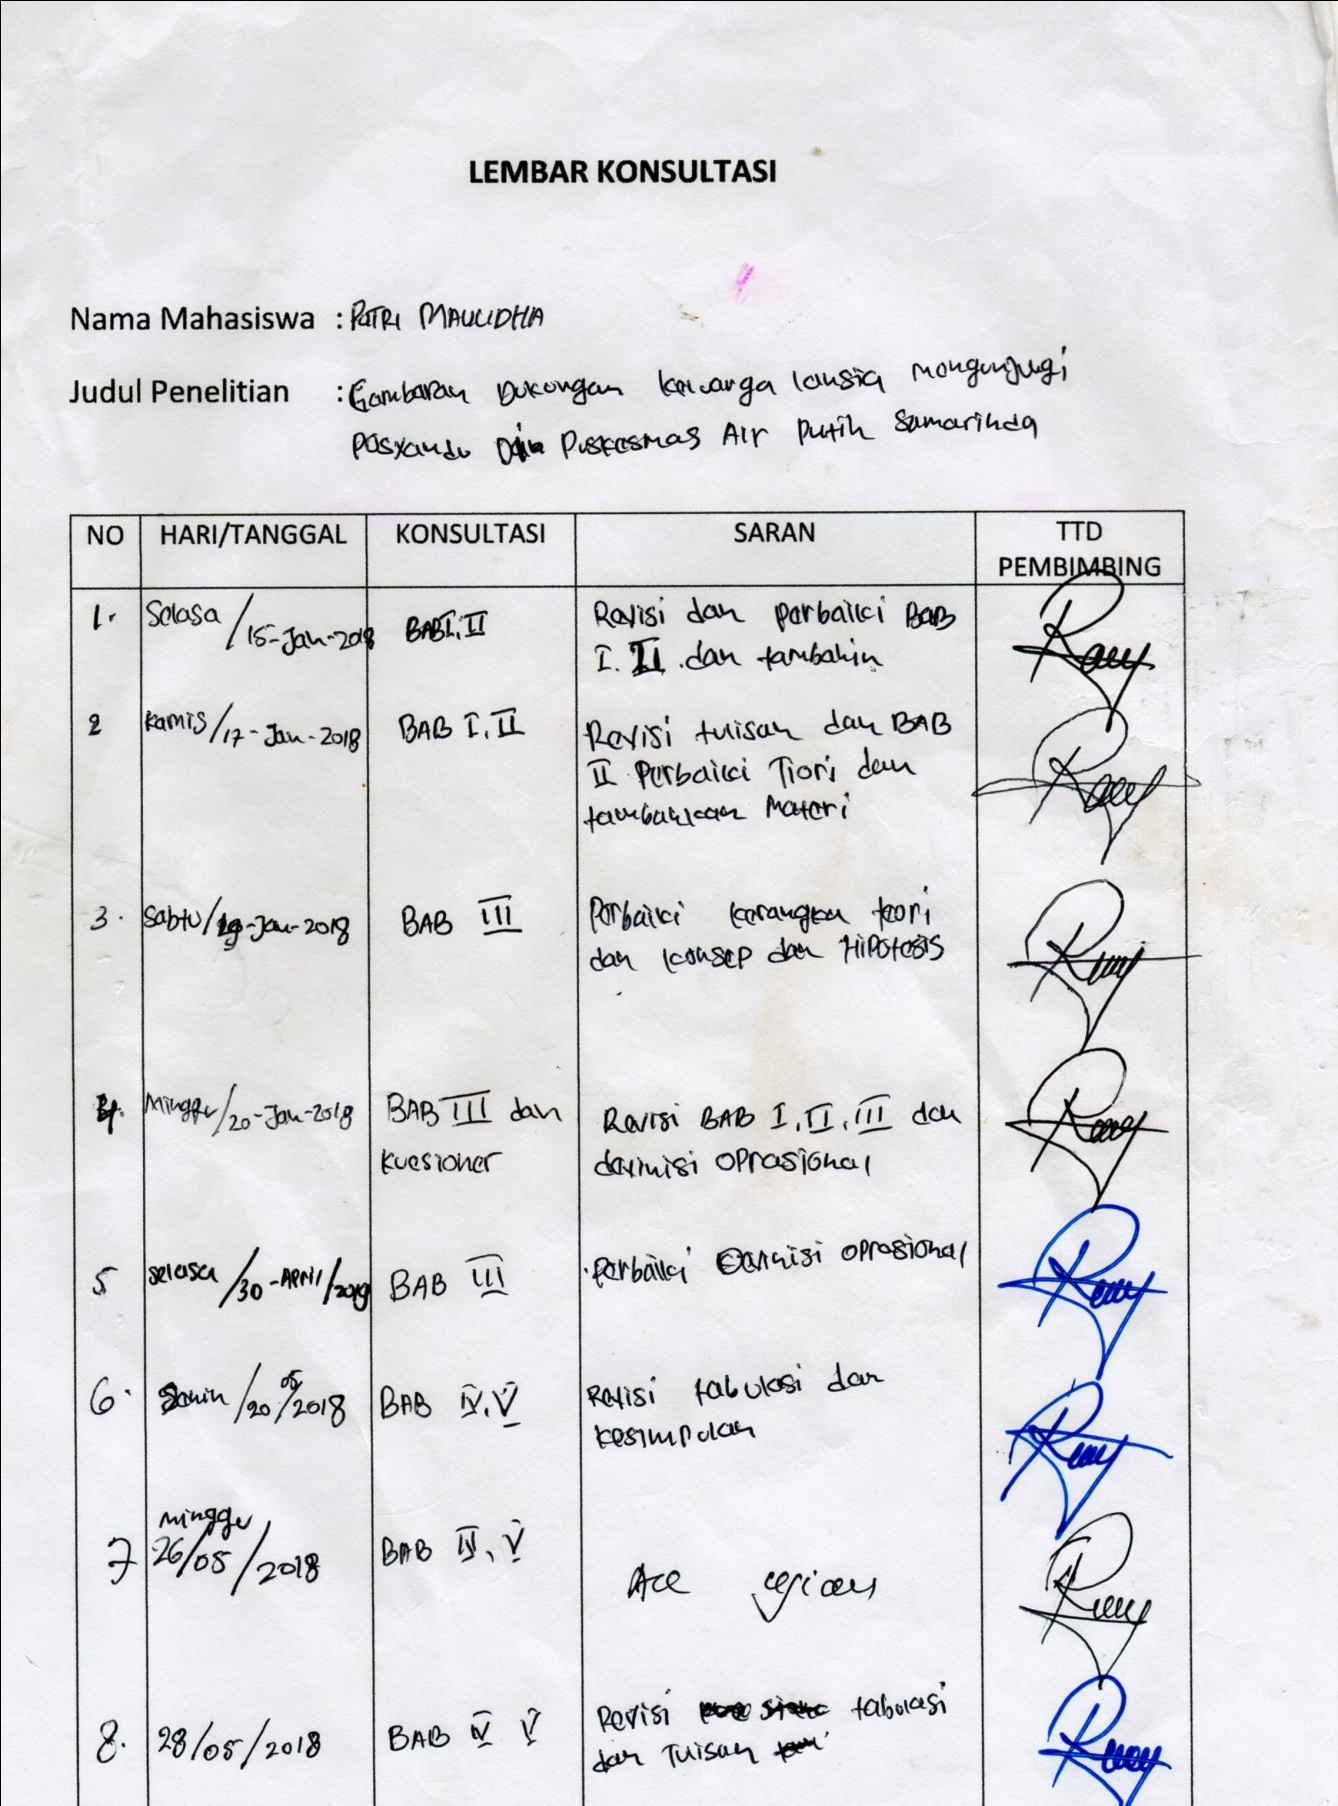 LEMBAR KONSULTASI
Nama Mahasiswa : PUTRI MAULIDHA
Judul Penelitian : Gambaran Dukungan keluarga lansia mengunjungi
Posyandu Puskesmas Air putih Samarinda
NO HARI/TANGGAL KONSULTASI SARAN TTD
PEMBIMBING
1. Selasa / 15-Jan-2018 BAB I, II Revisi dan perbaiki BAB
I. II. dan tambahin
2 Kamis/17-Jan-2018 BAB I, II Revisi tulisan dan BAB
II Perbaiki Tiori dan
tambahkan Materi
3. Sabtu/19-Jan-2018 BAB III Perbaiki kerangka teori
dan konsep dan Hipotesis
4. Minggu/20-Jan-2018 BAB III dan Revisi BAB I, II, III dan
kuesioner definisi oprasional
5 Selasa /30-April/2019 BAB III Perbaiki Definisi oprasional
6. Senin /20/05/2018 BAB IV, V Revisi tabulasi dan
kesimpulan
minggu
7 26/05/2018 BAB V Acc ujian
8. 28/05/2018 BAB IV V Revisi tabulasi
dan Tulisan